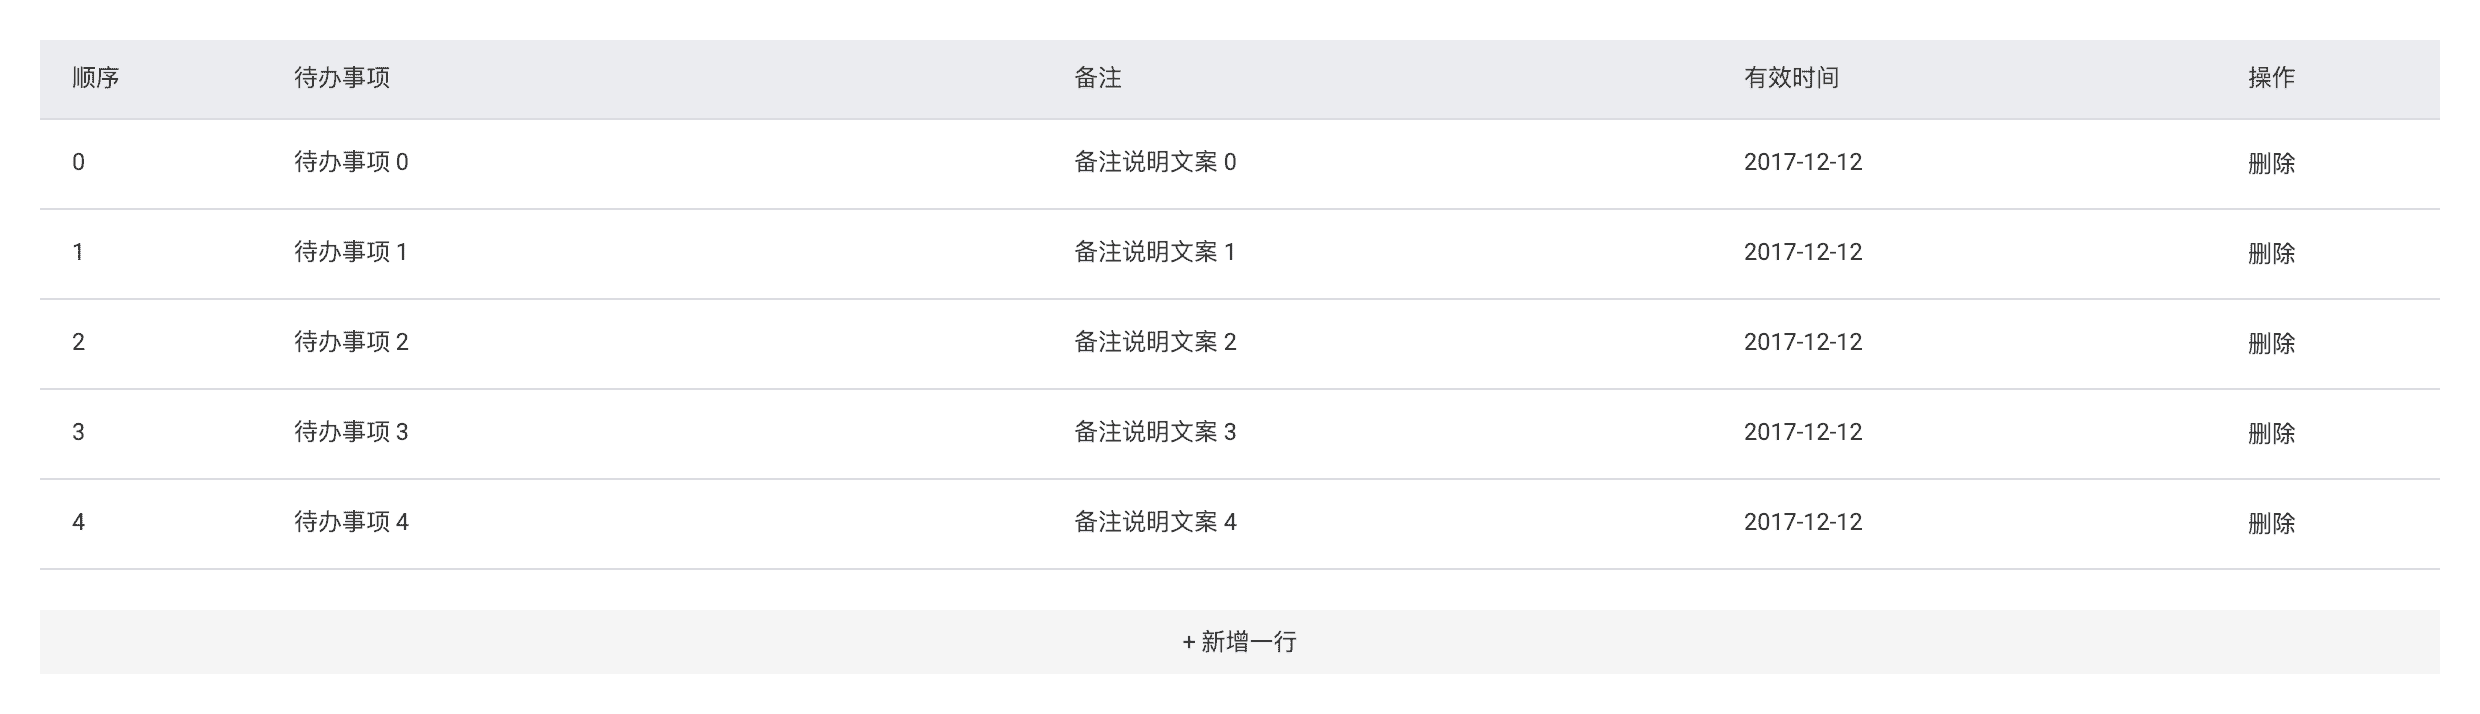 顺序 待办事项 备注 有效时间 操作
0 待办事项 0 备注说明文案 0 2017-12-12 删除
1 待办事项 1 备注说明文案 1 2017-12-12 删除
2 待办事项 2 备注说明文案 2 2017-12-12 删除
3 待办事项 3 备注说明文案 3 2017-12-12 删除
4 待办事项 4 备注说明文案 4 2017-12-12 删除
+ 新增一行